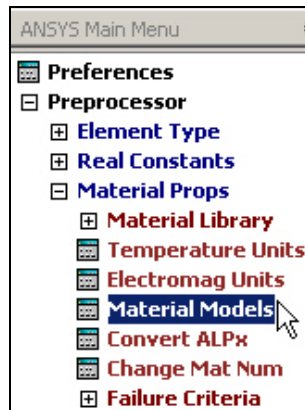 ANSYS Main Menu
Preferences
Preprocessor
Element Type
Real Constants
Material Props
Material Library
Temperature Units
Electromag Units
Material Models
Convert ALPx
Change Mat Num
Failure Criteria